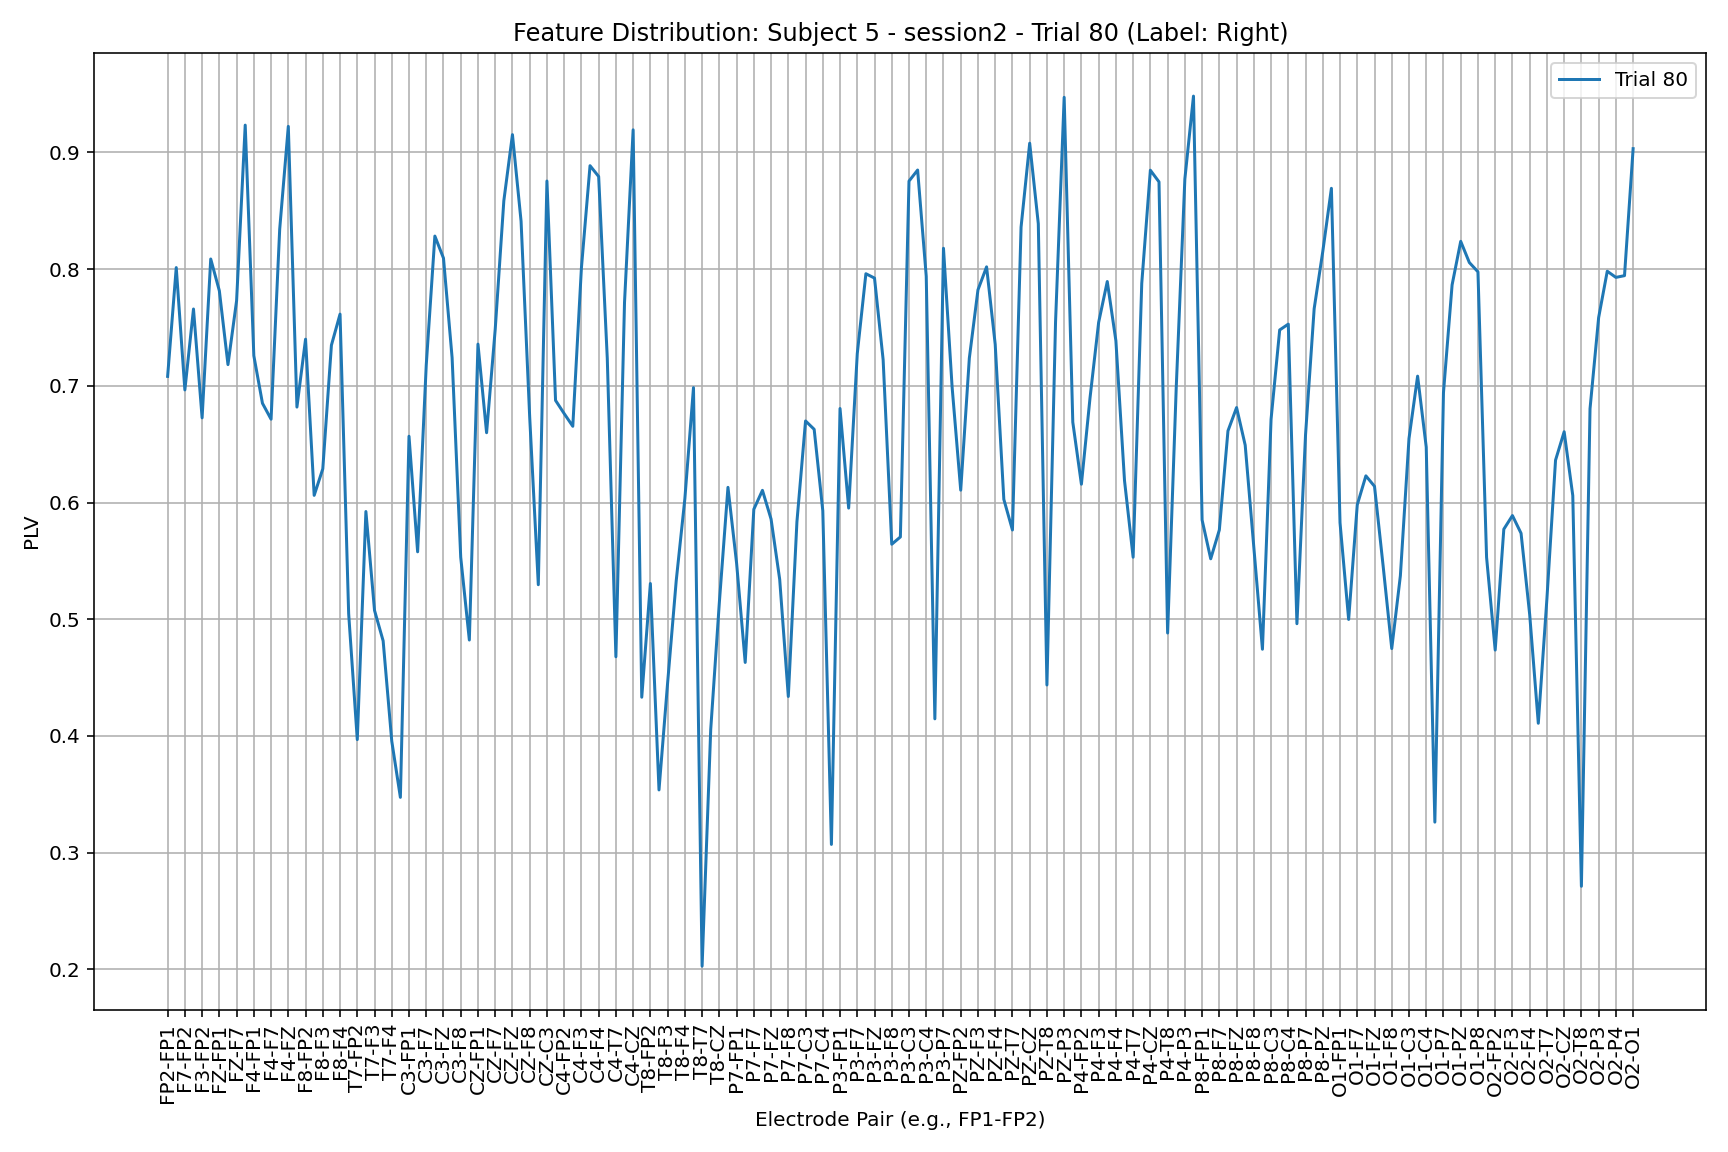 Feature Distribution: Subject 5 - session2 - Trial 80 (Label: Right)
Trial 80
PLV
0.9
0.8
0.7
0.6
0.5
0.4
0.3
0.2
FP2-FP1
F7-FP2
F3-FP2
FZ-FP1
FZ-F7
F4-FP1
F4-F7
F4-FZ
F8-FP2
F8-F3
F8-F4
T7-FP2
T7-F3
T7-F4
C3-FP1
C3-F7
C3-FZ
C3-F8
CZ-FP1
CZ-F7
CZ-FZ
CZ-F8
CZ-C3
C4-FP2
C4-F3
C4-F4
C4-T7
C4-CZ
T8-FP2
T8-F3
T8-F4
T8-T7
T8-CZ
P7-FP1
P7-F7
P7-FZ
P7-F8
P7-C3
P7-C4
P3-FP1
P3-F7
P3-FZ
P3-F8
P3-C3
P3-C4
P3-P7
PZ-FP2
PZ-F3
PZ-F4
PZ-T7
PZ-CZ
PZ-T8
PZ-P3
P4-FP2
P4-F3
P4-F4
P4-T7
P4-CZ
P4-T8
P4-P3
P8-FP1
P8-F7
P8-FZ
P8-F8
P8-C3
P8-C4
P8-P7
P8-PZ
O1-FP1
O1-F7
O1-FZ
O1-F8
O1-C3
O1-C4
O1-P7
O1-PZ
O1-P8
O2-FP2
O2-F3
O2-F4
O2-T7
O2-CZ
O2-T8
O2-P3
O2-P4
O2-O1
Electrode Pair (e.g., FP1-FP2)